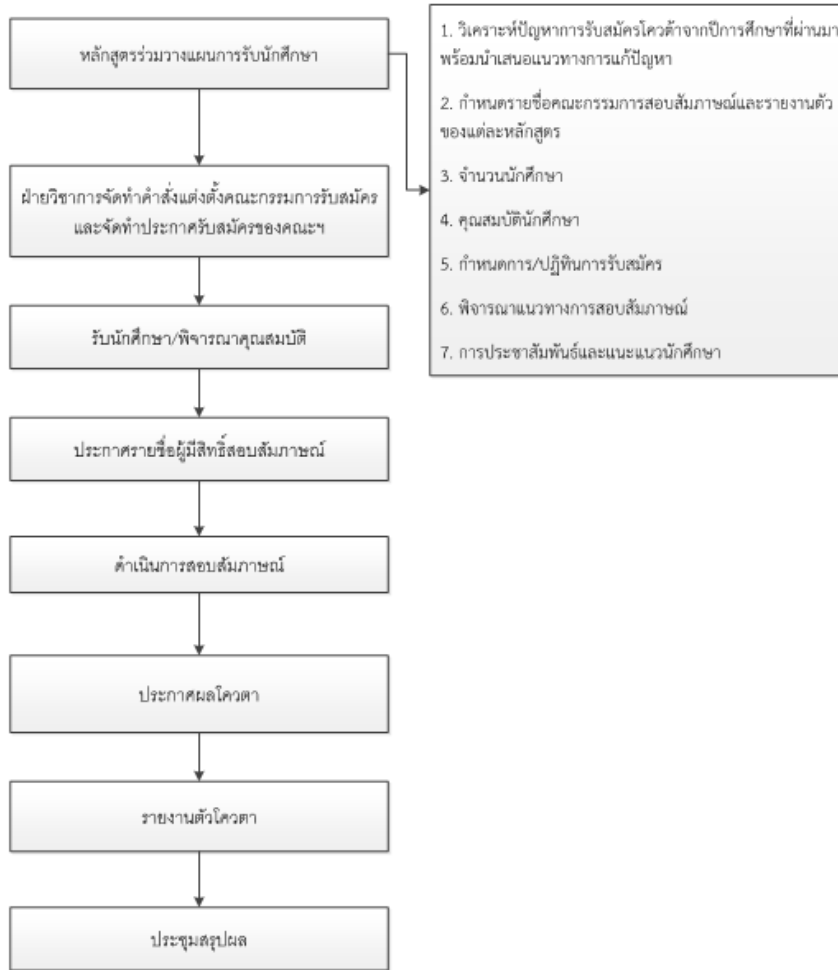 หลักสูตรร่วมวางแผนการรับนักศึกษา
ฝ่ายวิชาการจัดทำคำสั่งแต่งตั้งคณะกรรมการรับสมัคร
และจัดทำประกาศรับสมัครของคณะฯ
รับนักศึกษา/พิจารณาคุณสมบัติ
ประกาศรายชื่อผู้มีสิทธิ์สอบสัมภาษณ์
ดำเนินการสอบสัมภาษณ์
ประกาศผลโควตา
รายงานตัวโควตา
ประชุมสรุปผล
1. วิเคราะห์ปัญหาการรับสมัครโควต้าจากปีการศึกษาที่ผ่านมา
พร้อมนำเสนอแนวทางการแก้ปัญหา
2. กำหนดรายชื่อคณะกรรมการสอบสัมภาษณ์และรายงานตัว
ของแต่ละหลักสูตร
3. จำนวนนักศึกษา
4. คุณสมบัตินักศึกษา
5. กำหนดการ/ปฏิทินการรับสมัคร
6. พิจารณาแนวทางการสอบสัมภาษณ์
7. การประชาสัมพันธ์และแนะแนวนักศึกษา